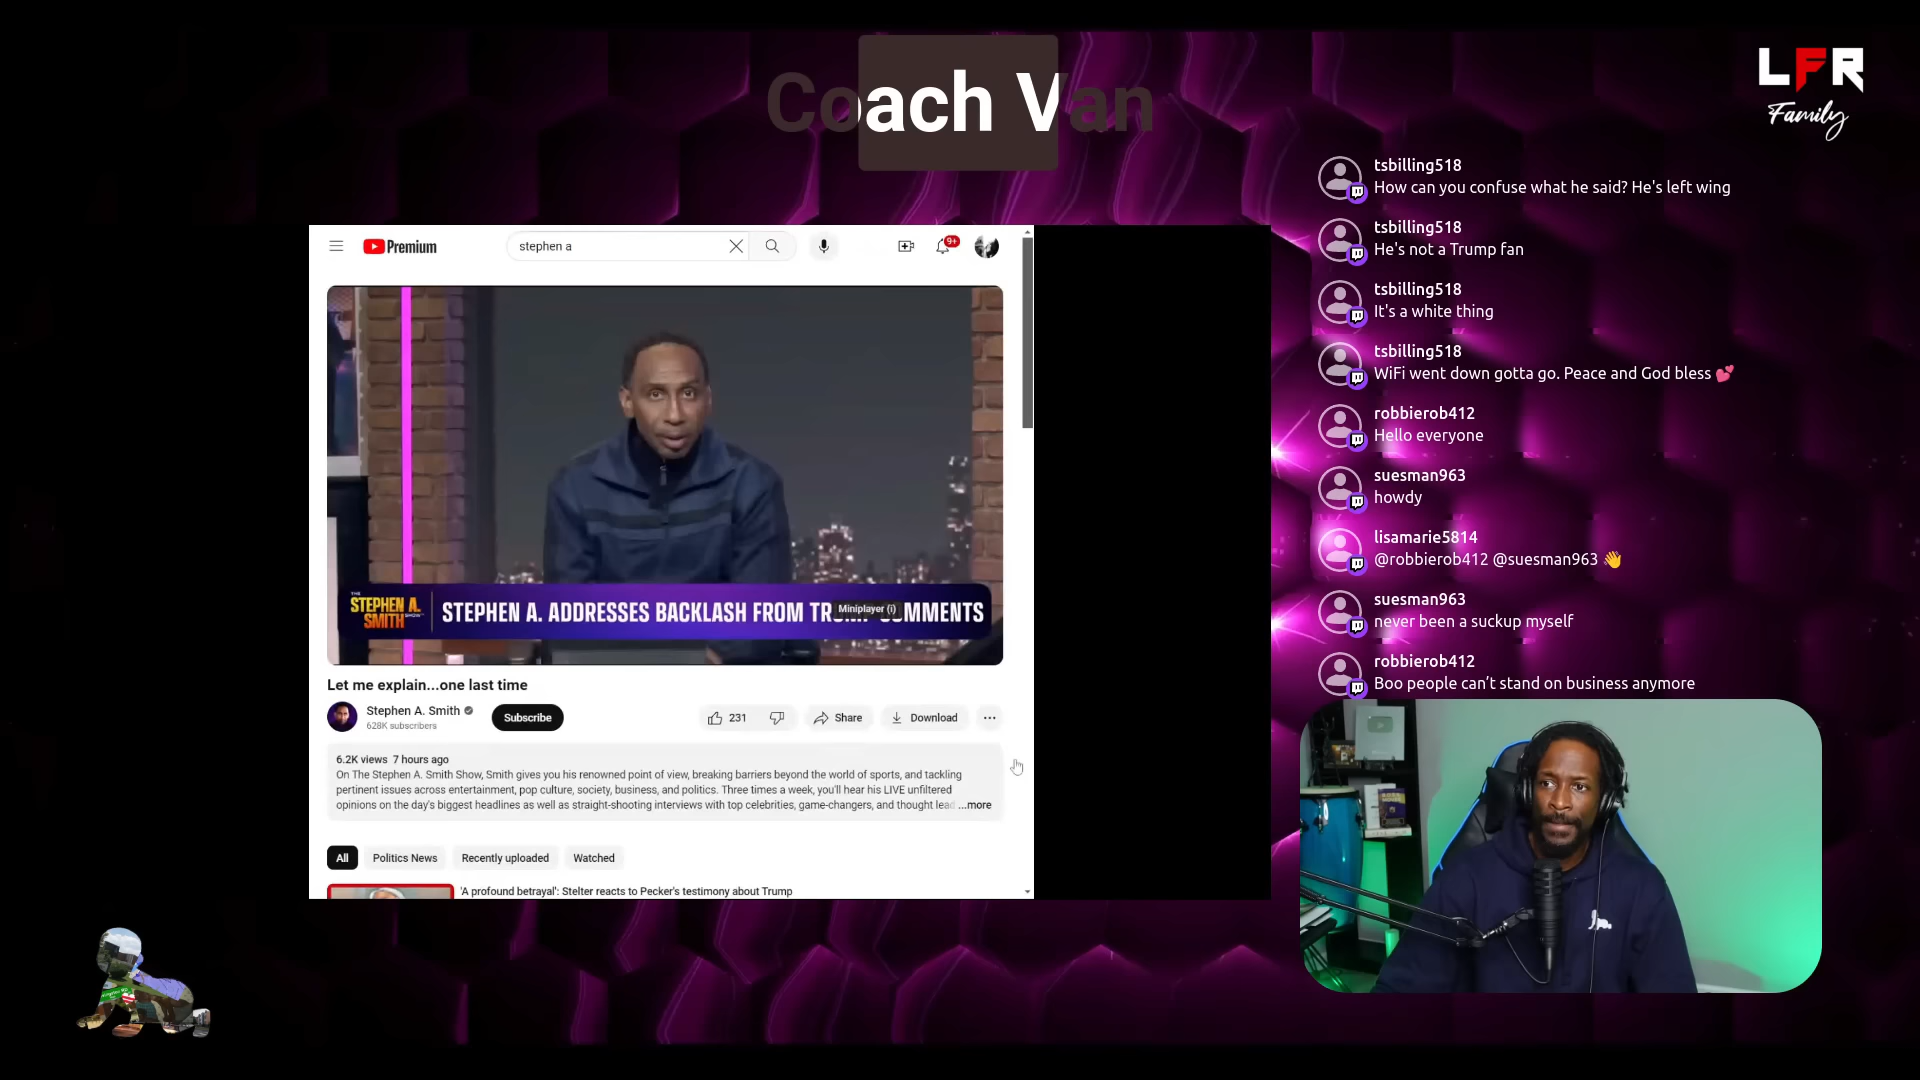 Coach Van
LFR
Family
Premium
stephen a
9+
THE
STEPHEN A.
SMITH
SHOW
STEPHEN A. ADDRESSES BACKLASH FROM TR
MMENTS
Miniplayer (i)
Let me explain...one last time
Stephen A. Smith
628K subscribers
Subscribe
231
Share
Download
6.2K views 7 hours ago
On The Stephen A. Smith Show, Smith gives you his renowned point of view, breaking barriers beyond the world of sports, and tackling
pertinent issues across entertainment, pop culture, society, business, and politics. Three times a week, you'll hear his LIVE unfiltered
opinions on the day's biggest headlines as well as straight-shooting interviews with top celebrities, game-changers, and thought lead ...more
All
Politics News
Recently uploaded
Watched
'A profound betrayal': Stelter reacts to Pecker's testimony about Trump
tsbilling518
How can you confuse what he said? He's left wing
tsbilling518
He's not a Trump fan
tsbilling518
It's a white thing
tsbilling518
WiFi went down gotta go. Peace and God bless 💕
robbierob412
Hello everyone
suesman963
howdy
lisamarie5814
@robbierob412 @suesman963 👋
suesman963
never been a suckup myself
robbierob412
Boo people can’t stand on business anymore